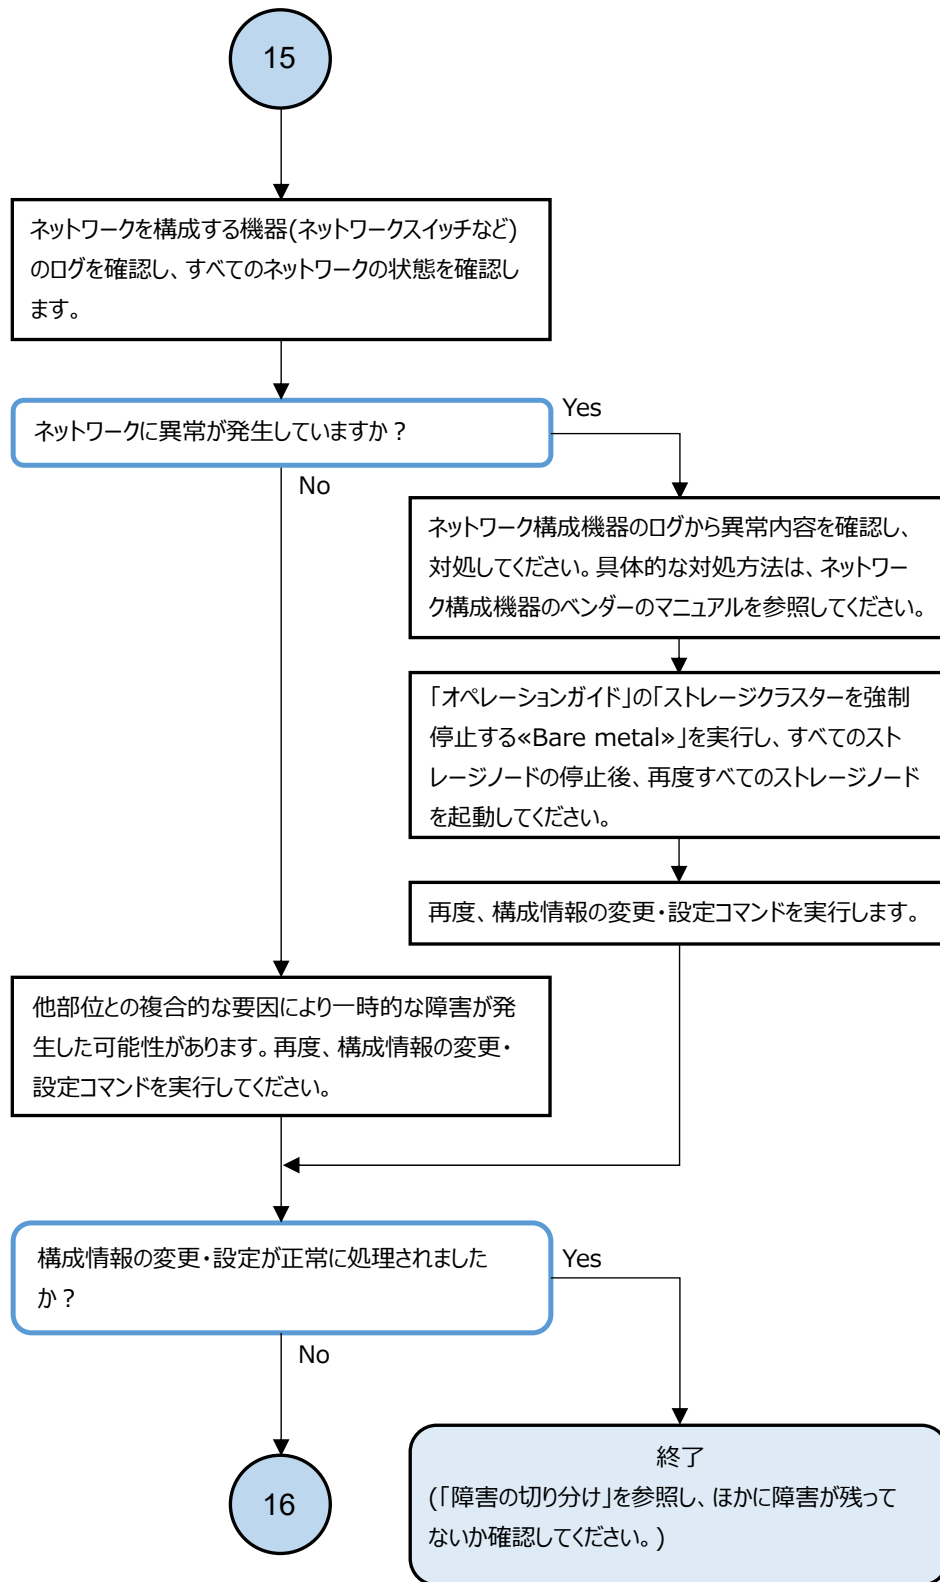 15
ネットワークを構成する機器(ネットワークスイッチなど)
のログを確認し、すべてのネットワークの状態を確認し
ます。
ネットワークに異常が発生していますか？
Yes
No
ネットワーク構成機器のログから異常内容を確認し、
対処してください。具体的な対処方法は、ネットワー
ク構成機器のベンダーのマニュアルを参照してください。
「オペレーションガイド」の「ストレージクラスターを強制
停止する«Bare metal»」を実行し、すべてのスト
レージノードの停止後、再度すべてのストレージノード
を起動してください。
再度、構成情報の変更・設定コマンドを実行します。
他部位との複合的な要因により一時的な障害が発
生した可能性があります。再度、構成情報の変更・
設定コマンドを実行してください。
構成情報の変更・設定が正常に処理されました
か？
Yes
No
16
終了
(「障害の切り分け」を参照し、ほかに障害が残って
ないか確認してください。)